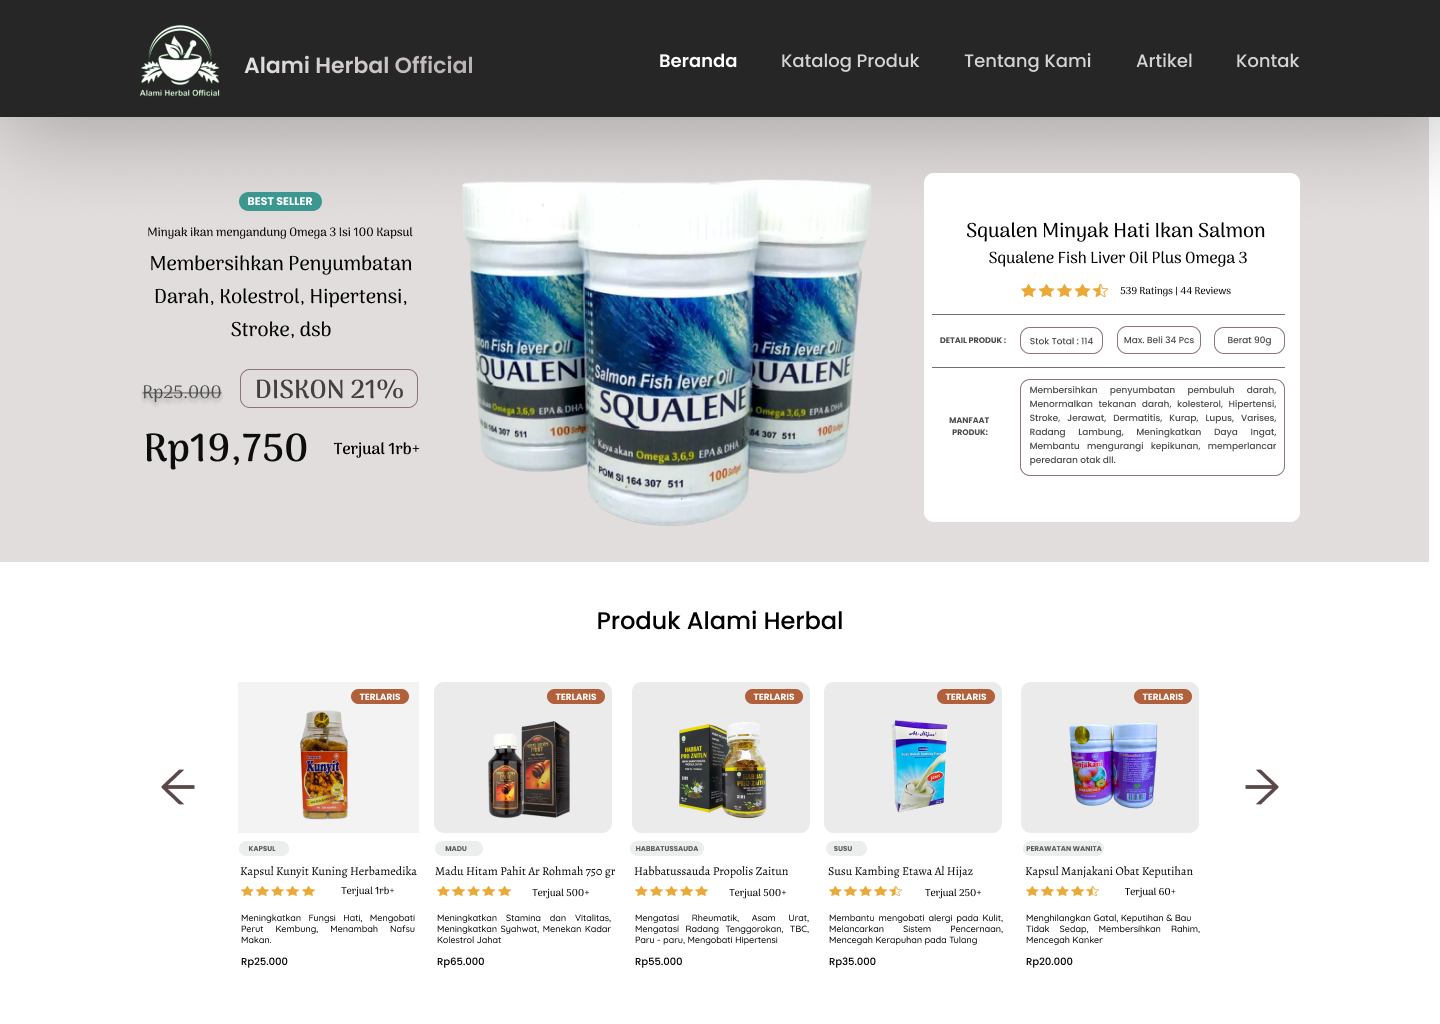 Alami Herbal Official
Alami Herbal Official
Beranda
Katalog Produk
Tentang Kami
Artikel
Kontak
BEST SELLER
Minyak ikan mengandung Omega 3 Isi 100 Kapsul
Membersihkan Penyumbatan
Darah, Kolestrol, Hipertensi,
Stroke, dsb
Rp25.000
DISKON 21%
Rp19,750
Terjual 1rb+
Salmon Fish lever Oil
SQUALENE
Kaya akan Omega 3,6,9 EPA & DHA
POM SI 164 307 511
100 Softgel
Squalen Minyak Hati Ikan Salmon
Squalene Fish Liver Oil Plus Omega 3
539 Ratings | 44 Reviews
DETAIL PRODUK :
Stok Total : 114
Max. Beli 34 Pcs
Berat 90g
MANFAAT
PRODUK:
Membersihkan penyumbatan pembuluh darah,
Menormalkan tekanan darah, kolesterol, Hipertensi,
Stroke, Jerawat, Dermatitis, Kurap, Lupus, Varises,
Radang Lambung, Meningkatkan Daya Ingat,
Membantu mengurangi kepikunan, memperlancar
peredaran otak dll.
Produk Alami Herbal
TERLARIS
Kunyit
KAPSUL
Kapsul Kunyit Kuning Herbamedika
Terjual 1rb+
Meningkatkan Fungsi Hati, Mengobati
Perut Kembung, Menambah Nafsu
Makan.
Rp25.000
TERLARIS
MADU
Madu Hitam Pahit Ar Rohmah 750 gr
Terjual 500+
Meningkatkan Stamina dan Vitalitas,
Meningkatkan Syahwat, Menekan Kadar
Kolestrol Jahat
Rp65.000
TERLARIS
HABBAT
PRO ZAITUN
HABBATUSSAUDA
Habbatussauda Propolis Zaitun
Terjual 500+
Mengatasi Rheumatik, Asam Urat,
Mengatasi Radang Tenggorokan, TBC,
Paru - paru, Mengobati Hipertensi
Rp55.000
TERLARIS
SUSU
Susu Kambing Etawa Al Hijaz
Terjual 250+
Membantu mengobati alergi pada Kulit,
Melancarkan Sistem Pencernaan,
Mencegah Kerapuhan pada Tulang
Rp35.000
TERLARIS
PERAWATAN WANITA
Kapsul Manjakani Obat Keputihan
Terjual 60+
Menghilangkan Gatal, Keputihan & Bau
Tidak Sedap, Membersihkan Rahim,
Mencegah Kanker
Rp20.000